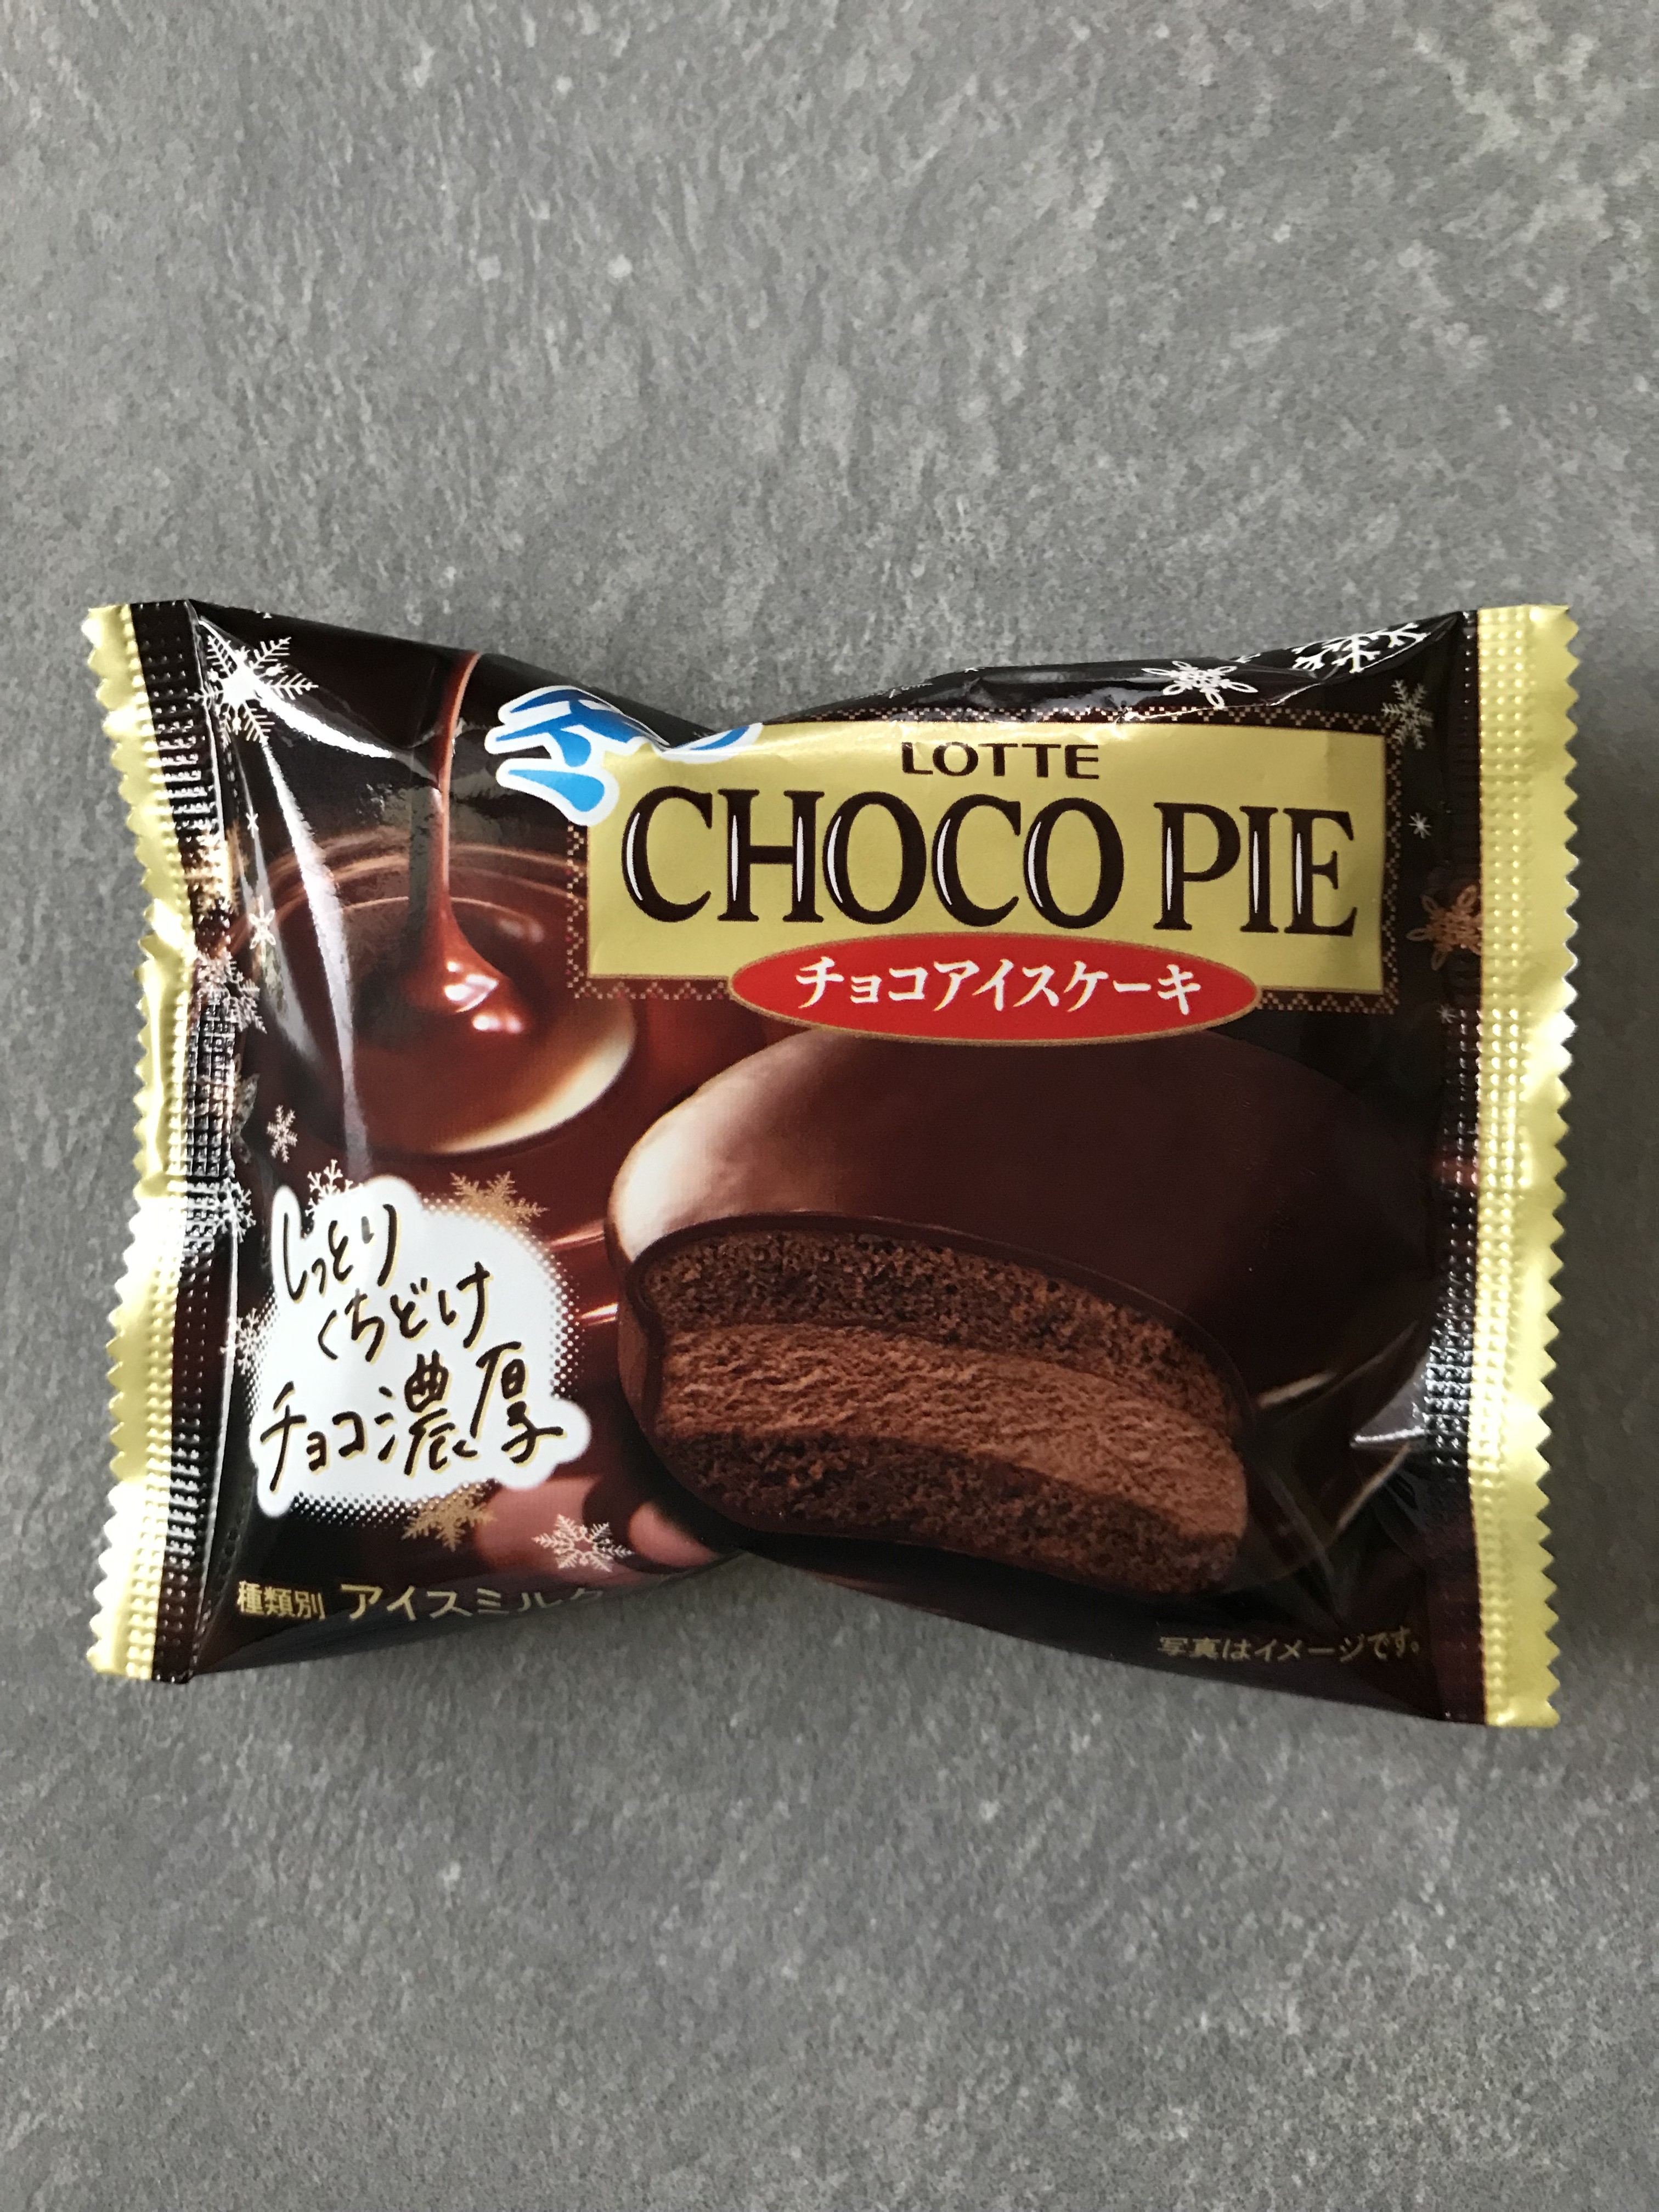 LOTTE
CHOCO PIE
チョコアイスケーキ
しっとり
くちどけ
チョコ濃厚
種類別 アイスミルク
写真はイメージです。